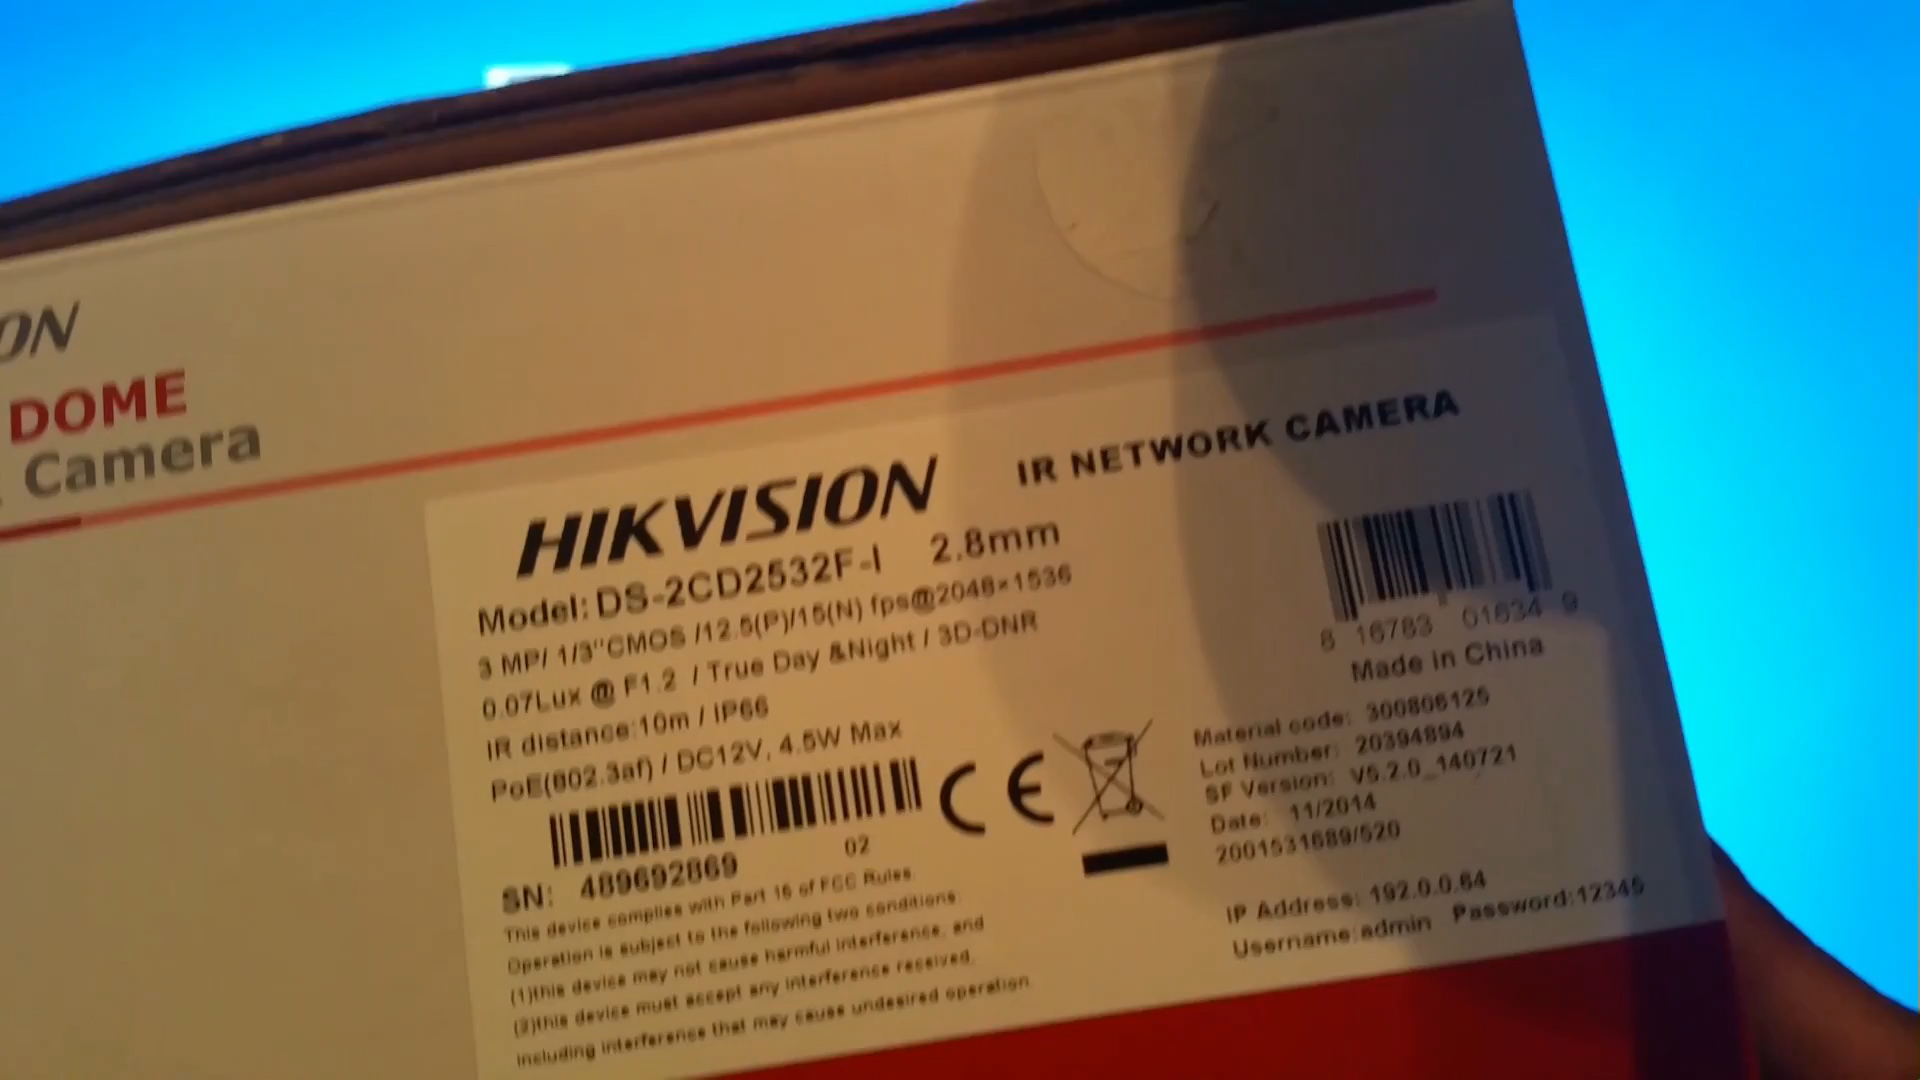 ON
DOME
Camera
HIKVISION IR NETWORK CAMERA
Model: DS-2CD2532F-I 2.8mm
3 MP/ 1/3"CMOS /12.5(P)/15(N) fps@2048×1536
0.07Lux @ F1.2 / True Day &Night / 3D-DNR
IR distance:10m / IP66
PoE(802.3af) / DC12V, 4.5W Max
02
SN: 489692869
This device complies with Part 15 of FCC Rules.
Operation is subject to the following two conditions:
(1)this device may not cause harmful interference, and
(2)this device must accept any interference received,
including interference that may cause undesired operation.
CE
8 16783 01634 9
Made in China
Material code: 300806125
Lot Number: 20394894
SF Version: V5.2.0_140721
Date: 11/2014
2001531689/520
IP Address: 192.0.0.64
Username:admin Password:12345